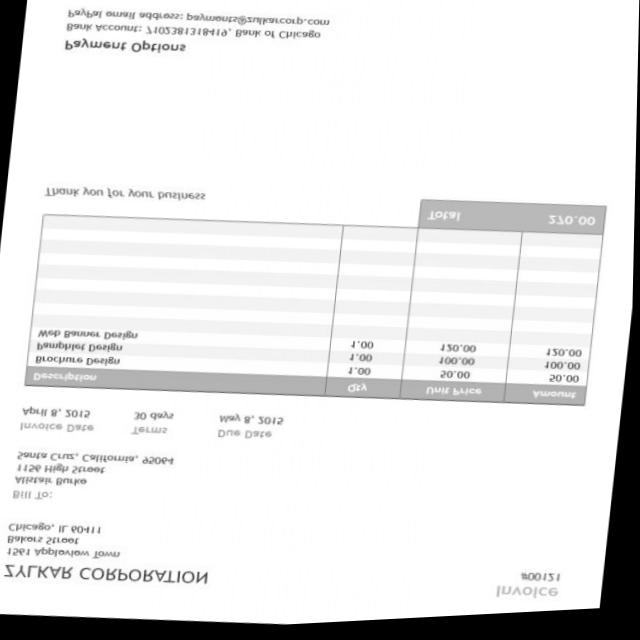 Invoice
#00121
ZYLKAR CORPORATION
1561 Appleview Town
Bakers Street
Chicago, IL 60411
Bill To:
Alistair Burke
1156 High Street
Santa Cruz, California, 95064
Invoice Date Terms Due Date
April 8, 2015 30 days May 8, 2015
Description Qty Unit Price Amount
Brochure Design 1.00 50.00 50.00
Pamphlet Design 1.00 100.00 100.00
Web Banner Design 1.00 120.00 120.00
Total 270.00
Thank you for your business
Payment Options
Bank Account: 7102381318419, Bank of Chicago
PayPal email address: payments@zulkarcorp.com